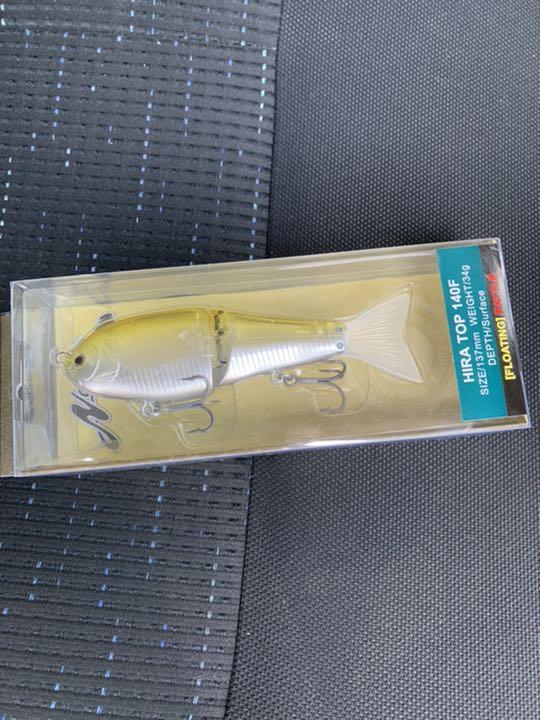 HIRA TOP 140F
SIZE/137mm WEIGHT/34g
DEPTH/Surface
[FLOATING]